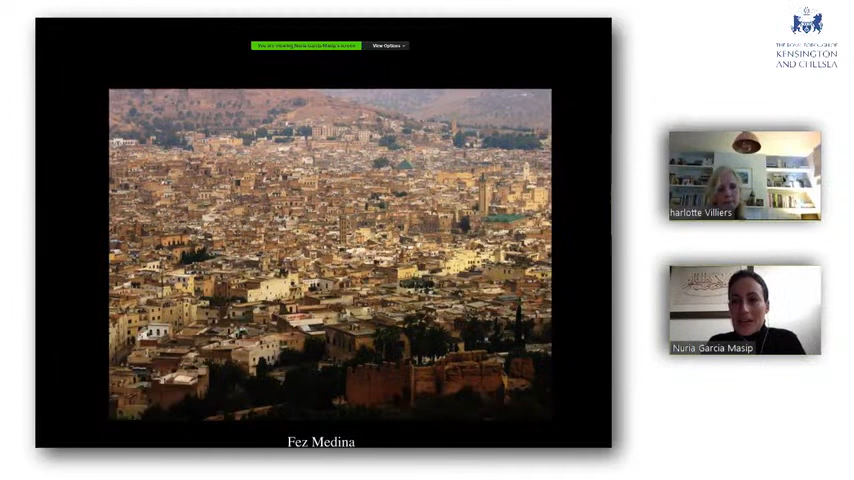 You are viewing Nuria Garcia Masip's screen
View Options
THE ROYAL BOROUGH OF
KENSINGTON
AND CHELSEA
harlotte Villiers
Nuria Garcia Masip
Fez Medina